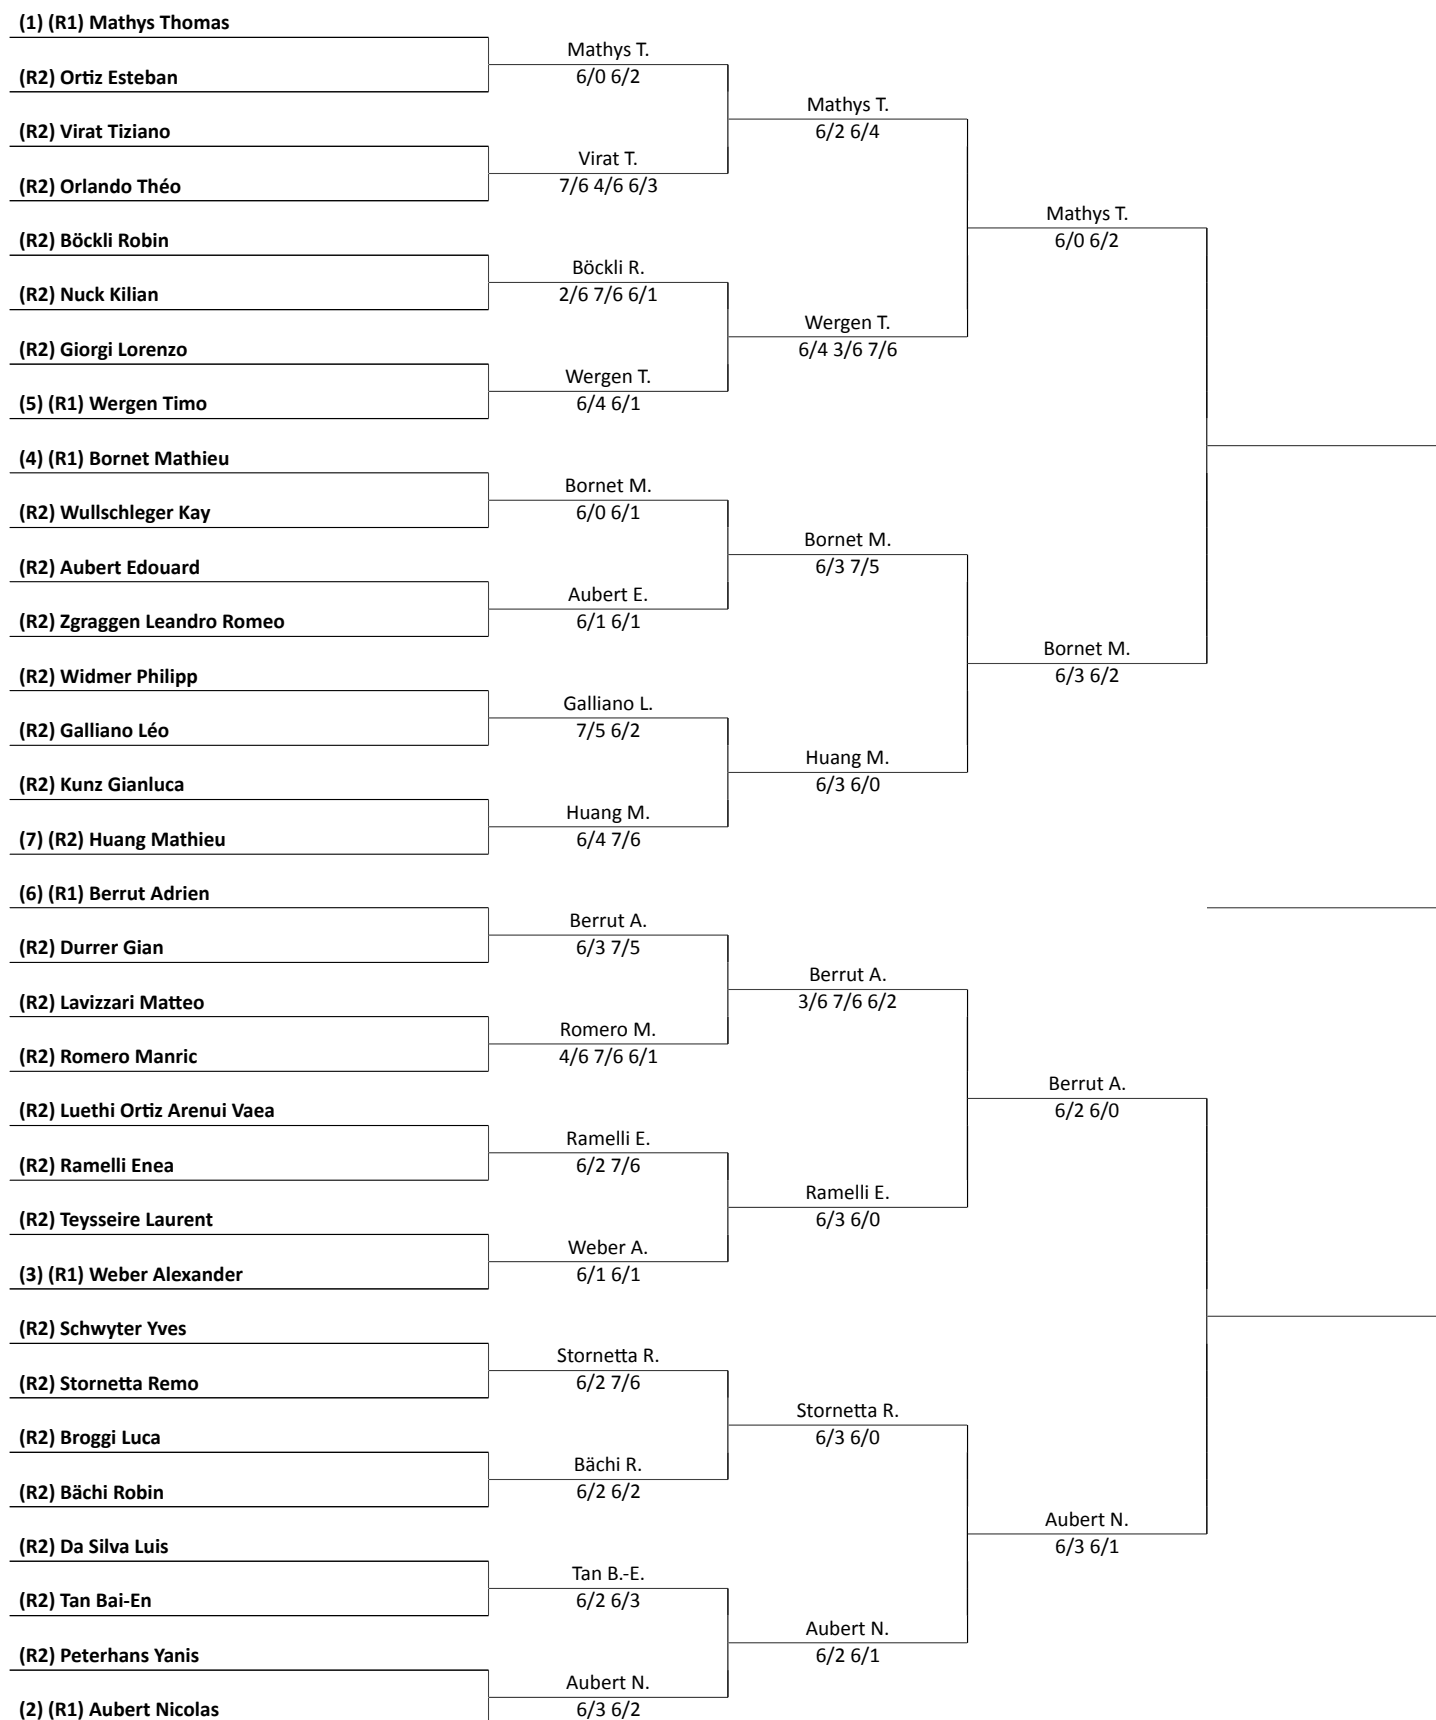 (1) (R1) Mathys Thomas
Mathys T.
(R2) Ortiz Esteban
6/0 6/2
Mathys T.
(R2) Virat Tiziano
6/2 6/4
Virat T.
(R2) Orlando Théo
7/6 4/6 6/3
Mathys T.
(R2) Böckli Robin
6/0 6/2
Böckli R.
(R2) Nuck Kilian
2/6 7/6 6/1
Wergen T.
(R2) Giorgi Lorenzo
6/4 3/6 7/6
Wergen T.
(5) (R1) Wergen Timo
6/4 6/1
(4) (R1) Bornet Mathieu
Bornet M.
(R2) Wullschleger Kay
6/0 6/1
Bornet M.
(R2) Aubert Edouard
6/3 7/5
Aubert E.
(R2) Zgraggen Leandro Romeo
6/1 6/1
Bornet M.
(R2) Widmer Philipp
6/3 6/2
Galliano L.
(R2) Galliano Léo
7/5 6/2
Huang M.
(R2) Kunz Gianluca
6/3 6/0
Huang M.
(7) (R2) Huang Mathieu
6/4 7/6
(6) (R1) Berrut Adrien
Berrut A.
(R2) Durrer Gian
6/3 7/5
Berrut A.
(R2) Lavizzari Matteo
3/6 7/6 6/2
Romero M.
(R2) Romero Manric
4/6 7/6 6/1
Berrut A.
(R2) Luethi Ortiz Arenui Vaea
6/2 6/0
Ramelli E.
(R2) Ramelli Enea
6/2 7/6
Ramelli E.
(R2) Teysseire Laurent
6/3 6/0
Weber A.
(3) (R1) Weber Alexander
6/1 6/1
(R2) Schwyter Yves
Stornetta R.
(R2) Stornetta Remo
6/2 7/6
Stornetta R.
(R2) Broggi Luca
6/3 6/0
Bächi R.
(R2) Bächi Robin
6/2 6/2
Aubert N.
(R2) Da Silva Luis
6/3 6/1
Tan B.-E.
(R2) Tan Bai-En
6/2 6/3
Aubert N.
(R2) Peterhans Yanis
6/2 6/1
Aubert N.
(2) (R1) Aubert Nicolas
6/3 6/2